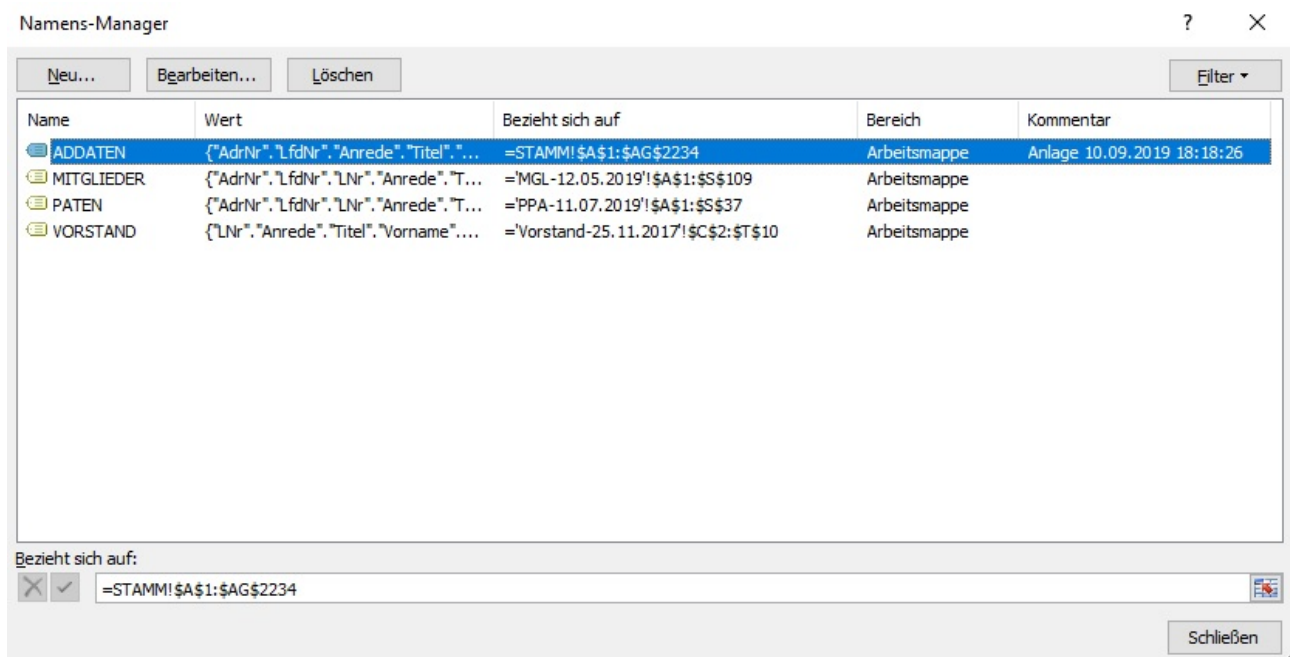 Namens-Manager ? ×
Neu... Bearbeiten... Löschen Filter
Name Wert Bezieht sich auf Bereich Kommentar
ADDATEN {"AdrNr"."LfdNr"."Anrede"."Titel"."... =STAMM!$A$1:$AG$2234 Arbeitsmappe Anlage 10.09.2019 18:18:26
MITGLIEDER {"AdrNr"."LfdNr"."LNr"."Anrede"."T... ='MGL-12.05.2019'!$A$1:$S$109 Arbeitsmappe
PATEN {"AdrNr"."LfdNr"."LNr"."Anrede"."T... ='PPA-11.07.2019'!$A$1:$S$37 Arbeitsmappe
VORSTAND {"LNr"."Anrede"."Titel"."Vorname".... ='Vorstand-25.11.2017'!$C$2:$T$10 Arbeitsmappe
Bezieht sich auf:
=STAMM!$A$1:$AG$2234
Schließen